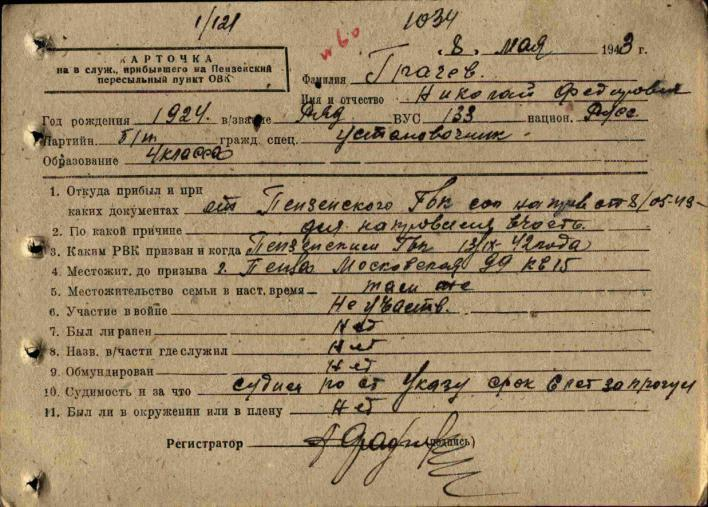 1/121
1034
8. мая 1943 г.
КАРТОЧКА
на в служ., прибывшего на Пензейский
пересыльный пункт ОВК
Фамилия Грачев.
Имя и отчество Николай Федорович
Год рождения 1924. в/звание Ряд ВУС 133 национ. Русс.
Партийн. б/п гражд. спец. установочник
Образование 4 класса
1. Откуда прибыл и при
каких документах от Пензенского Гвк соп на прв от 8/05-43-
2. По какой причине для направления в часть.
3. Каким РВК призван и когда Пензенским Гвк 13/IX-42 года
4. Местожит. до призыва г. Пенза Московская 99 кв 15
5. Местожительство семьи в наст. время там же
6. Участие в войне Не участв.
7. Был ли ранен Нет
8. Назв. в/части где служил Нет
9. Обмундирован Нет
10. Судимость и за что судился по ст Указу срок 6 лет за прогул
11. Был ли в окружении или в плену Нет
Регистратор (подпись)